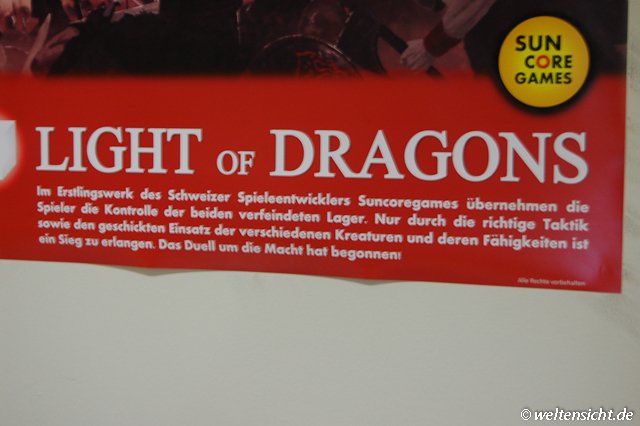 SUN
CORE
GAMES
LIGHT OF DRAGONS
Im Erstlingswerk des Schweizer Spieleentwicklers Suncoregames übernehmen die
Spieler die Kontrolle der beiden verfeindeten Lager. Nur durch die richtige Taktik
sowie den geschickten Einsatz der verschiedenen Kreaturen und deren Fähigkeiten ist
ein Sieg zu erlangen. Das Duell um die Macht hat begonnen!
Alle Rechte vorbehalten
© weltensicht.de